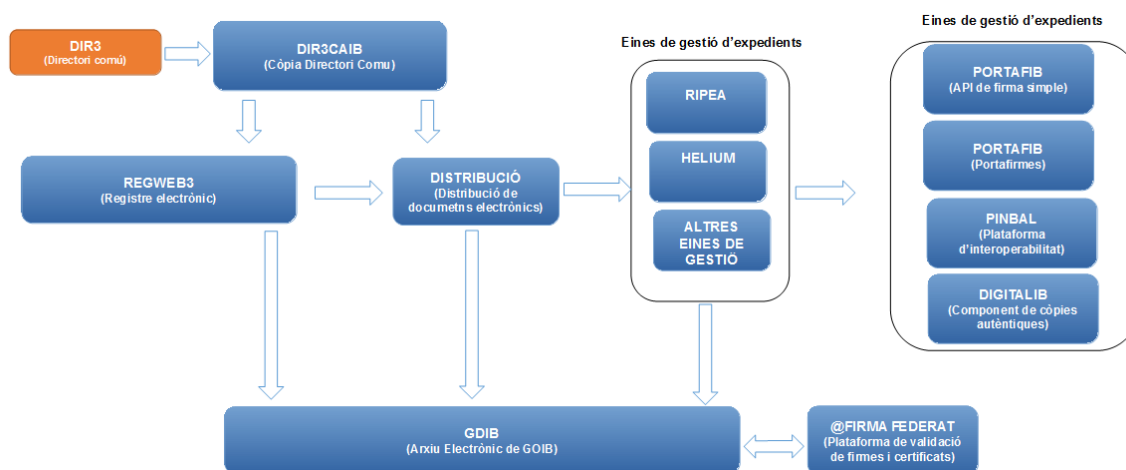 DIR3
(Directori comú)
DIR3CAIB
(Còpia Directori Comu)
Eines de gestió d'expedients
Eines de gestió d'expedients
RIPEA
HELIUM
ALTRES
EINES DE
GESTIÓ
PORTAFIB
(API de firma simple)
PORTAFIB
(Portafirmes)
PINBAL
(Plataforma
d'interoperabilitat)
DIGITALIB
(Component de còpies
autèntiques)
REGWEB3
(Registre electrònic)
DISTRIBUCIÓ
(Distribució de
documetns electrònics)
GDIB
(Arxiu Electrònic de GOIB)
@FIRMA FEDERAT
(Plataforma de validació
de firmes i certificats)